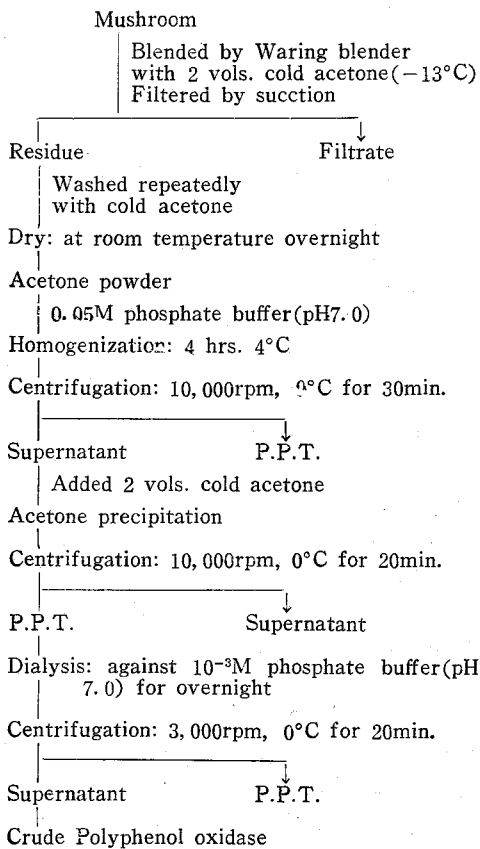 Mushroom
Blended by Waring blender
with 2 vols. cold acetone(−13°C)
Filtered by sucction
Residue Filtrate
Washed repeatedly
with cold acetone
Dry: at room temperature overnight
Acetone powder
0.05M phosphate buffer(pH7.0)
Homogenization: 4 hrs. 4°C
Centrifugation: 10,000rpm, 0°C for 30min.
Supernatant P.P.T.
Added 2 vols. cold acetone
Acetone precipitation
Centrifugation: 10,000rpm, 0°C for 20min.
P.P.T. Supernatant
Dialysis: against 10⁻³M phosphate buffer(pH
7.0) for overnight
Centrifugation: 3,000rpm, 0°C for 20min.
Supernatant P.P.T.
Crude Polyphenol oxidase